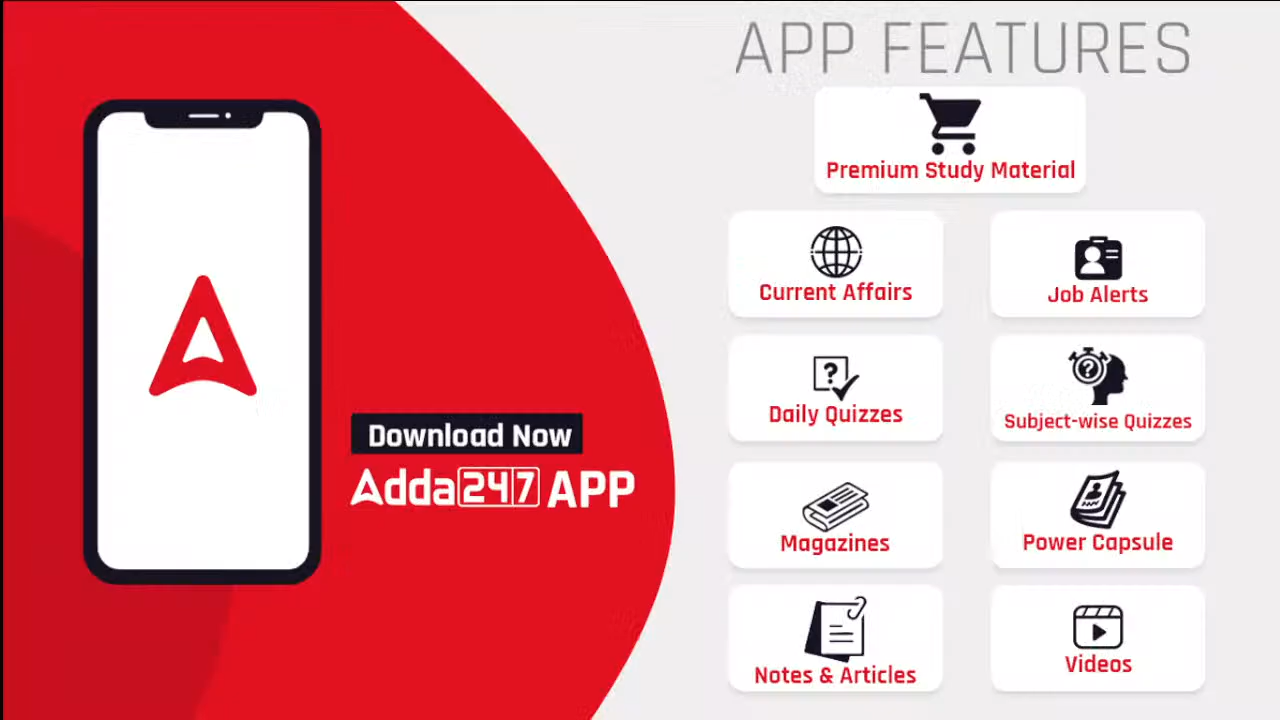 APP FEATURES
Premium Study Material
Current Affairs
Job Alerts
Daily Quizzes
Subject-wise Quizzes
Magazines
Power Capsule
Notes & Articles
Videos
Download Now
Adda247 APP